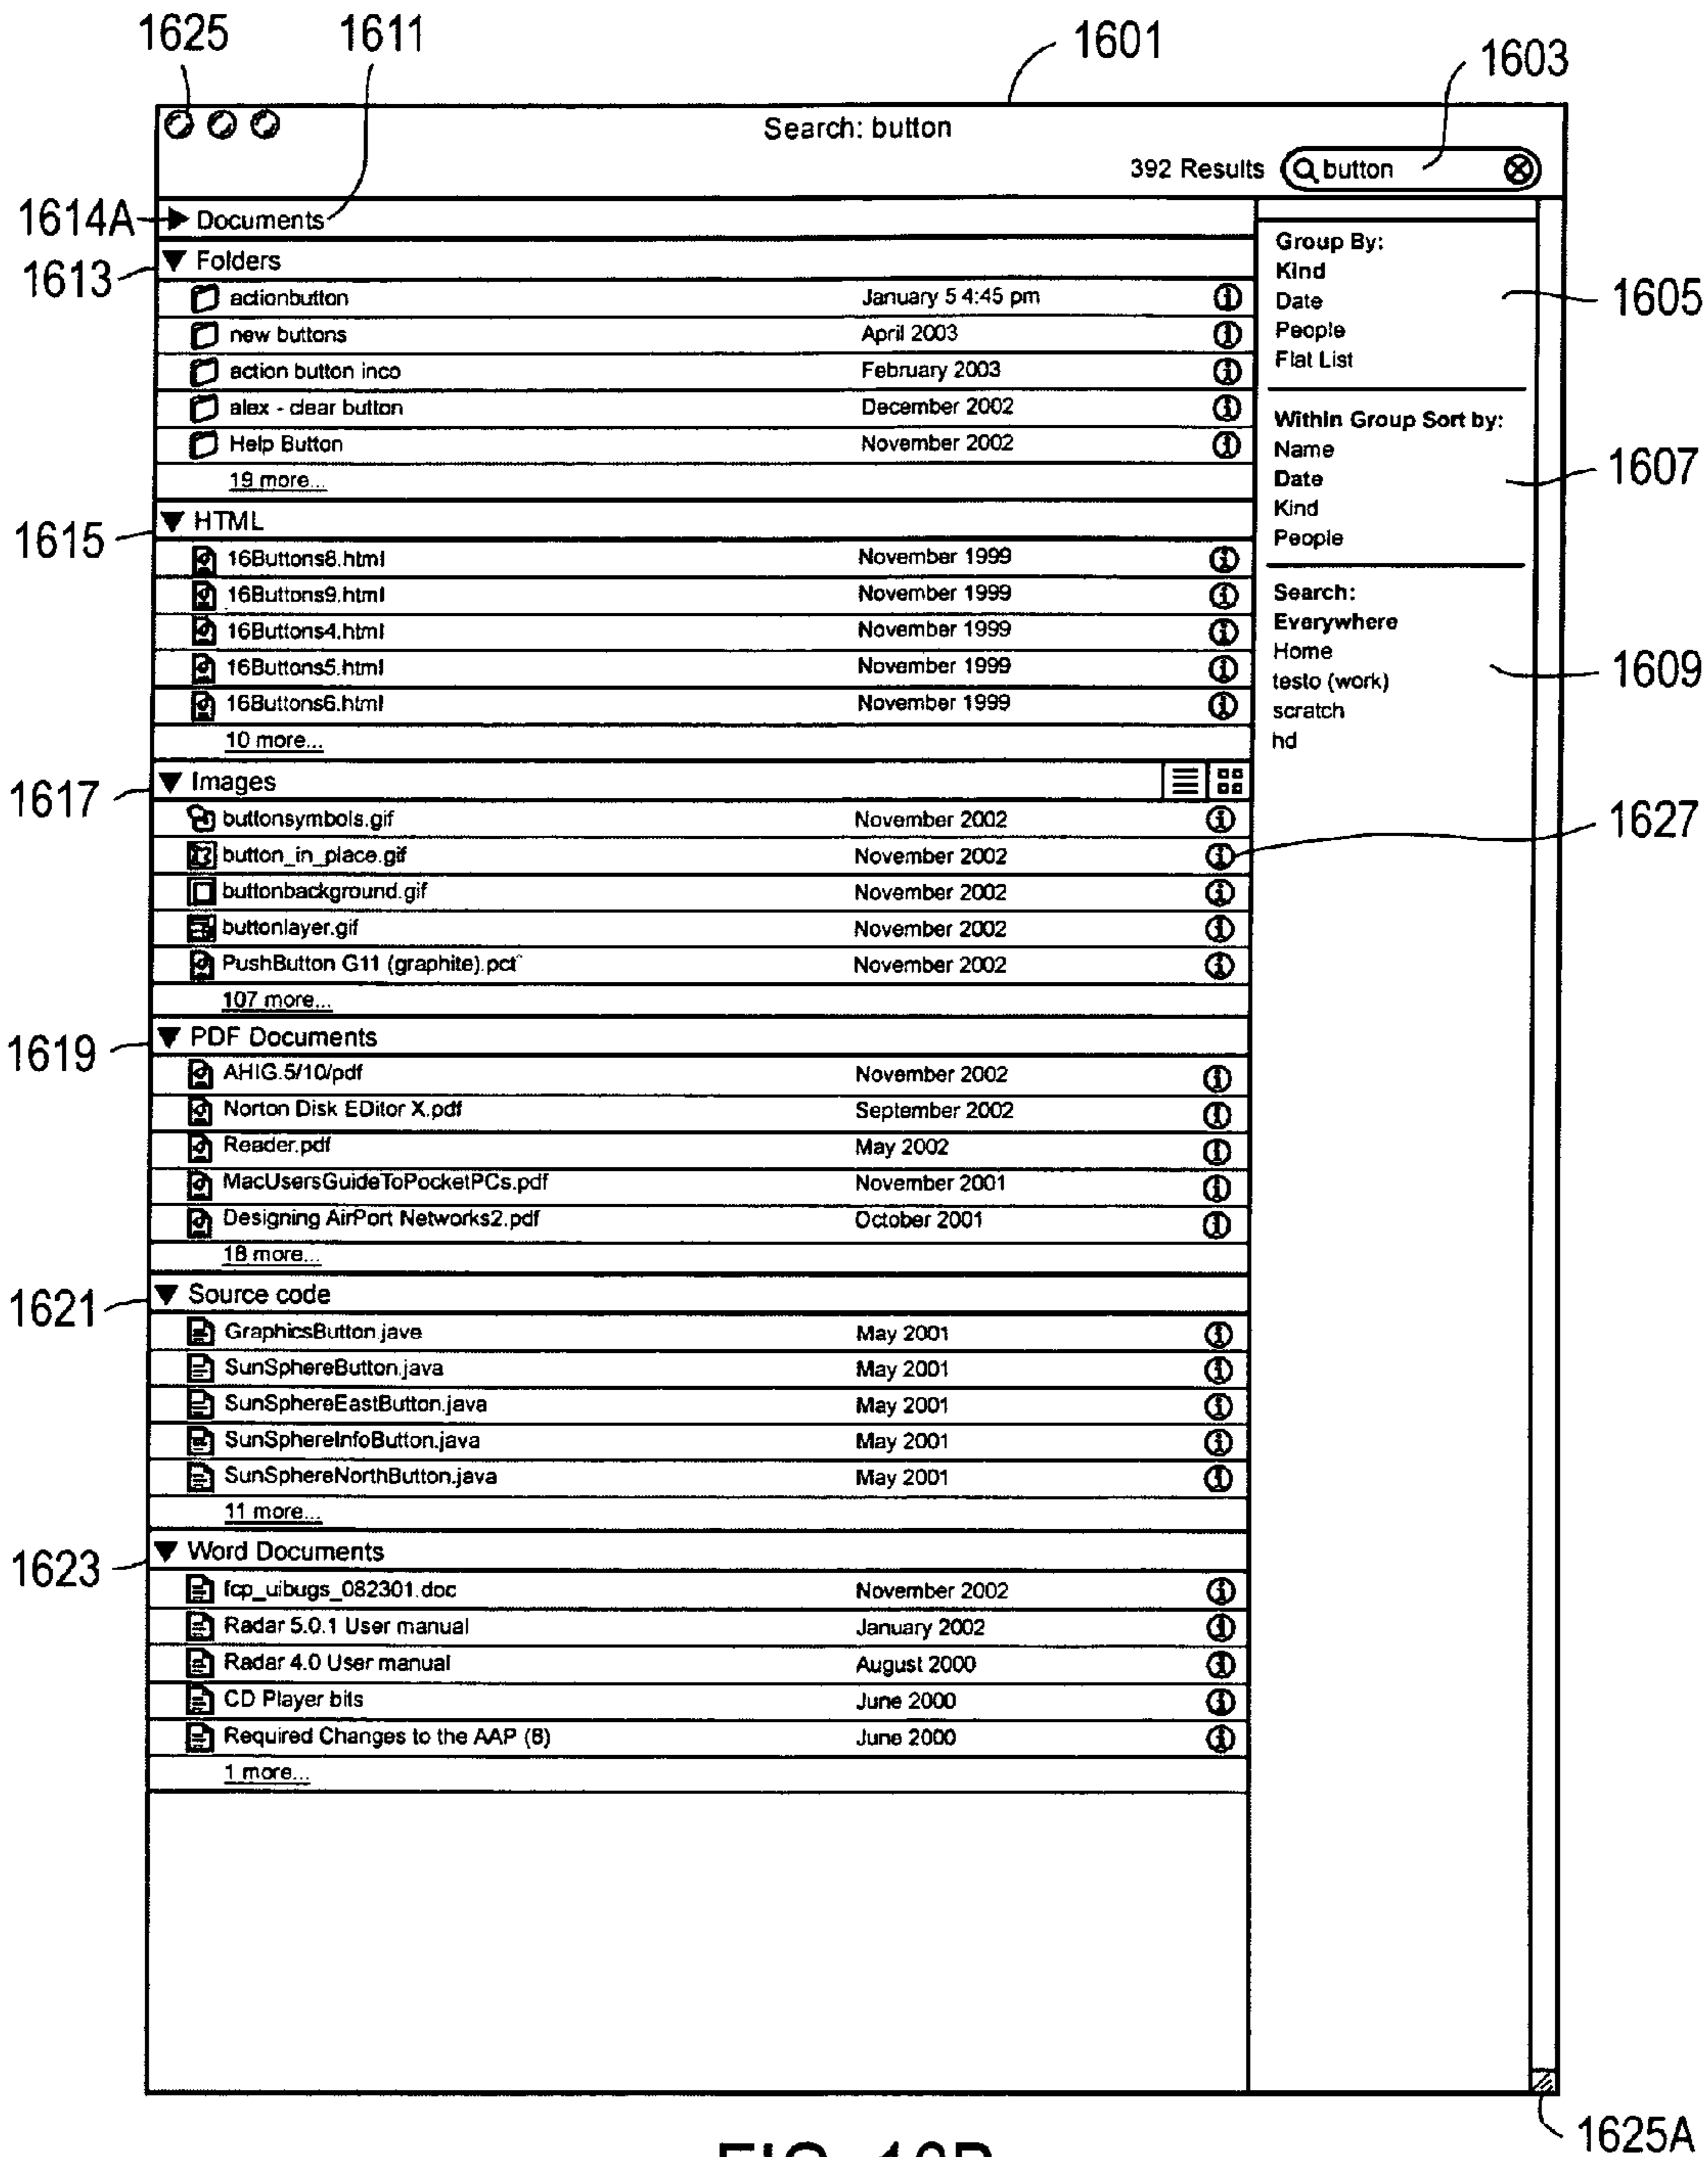 1625 1611 1601 1603
Search: button
392 Results button
1614A Documents
1613 Folders
actionbutton January 5 4:45 pm
new buttons April 2003
action button inco February 2003
alex - clear button December 2002
Help Button November 2002
19 more...
1615 HTML
16Buttons8.html November 1999
16Buttons9.html November 1999
16Buttons4.html November 1999
16Buttons5.html November 1999
16Buttons6.html November 1999
10 more...
1617 Images
buttonsymbols.gif November 2002
button_in_place.gif November 2002
buttonbackground.gif November 2002
buttonlayer.gif November 2002
PushButton G11 (graphite).pct November 2002
107 more...
1619 PDF Documents
AHIG.5/10/pdf November 2002
Norton Disk EDitor X.pdf September 2002
Reader.pdf May 2002
MacUsersGuideToPocketPCs.pdf November 2001
Designing AirPort Networks2.pdf October 2001
18 more...
1621 Source code
GraphicsButton.jave May 2001
SunSphereButton.java May 2001
SunSphereEastButton.java May 2001
SunSphereInfoButton.java May 2001
SunSphereNorthButton.java May 2001
11 more...
1623 Word Documents
fcp_uibugs_082301.doc November 2002
Radar 5.0.1 User manual January 2002
Radar 4.0 User manual August 2000
CD Player bits June 2000
Required Changes to the AAP (8) June 2000
1 more...
Group By:
Kind
Date 1605
People
Flat List
Within Group Sort by:
Name
Date 1607
Kind
People
Search:
Everywhere
Home
testo (work) 1609
scratch
hd
1627
1625A